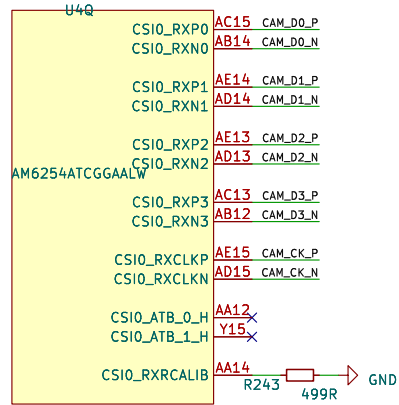 U4Q
CSI0_RXP0 AC15 CAM_D0_P
CSI0_RXN0 AB14 CAM_D0_N
CSI0_RXP1 AE14 CAM_D1_P
CSI0_RXN1 AD14 CAM_D1_N
CSI0_RXP2 AE13 CAM_D2_P
CSI0_RXN2 AD13 CAM_D2_N
AM6254ATCGGAALW
CSI0_RXP3 AC13 CAM_D3_P
CSI0_RXN3 AB12 CAM_D3_N
CSI0_RXCLKP AE15 CAM_CK_P
CSI0_RXCLKN AD15 CAM_CK_N
CSI0_ATB_0_H AA12
CSI0_ATB_1_H Y15
CSI0_RXRCALIB AA14
R243
499R
GND